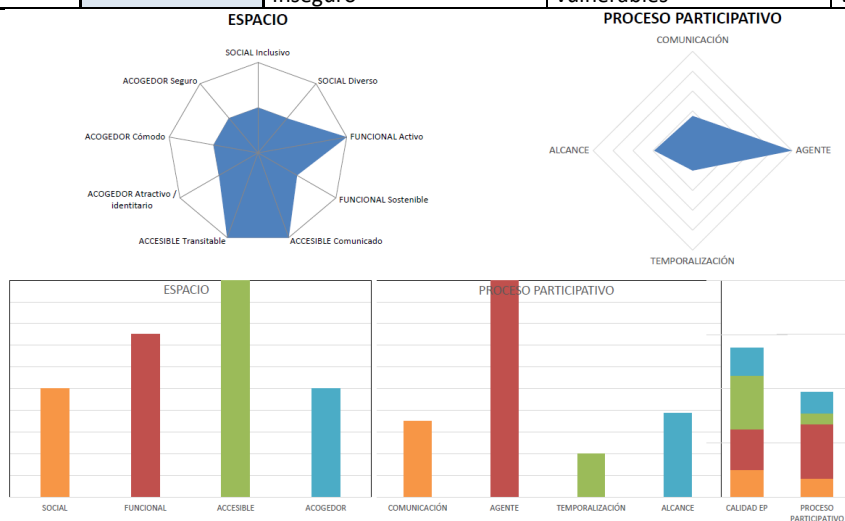 Inseguro
Vulnerables
ESPACIO
PROCESO PARTICIPATIVO
SOCIAL Inclusivo
SOCIAL Diverso
FUNCIONAL Activo
FUNCIONAL Sostenible
ACCESIBLE Comunicado
ACCESIBLE Transitable
ACOGEDOR Atractivo /
identitario
ACOGEDOR Cómodo
ACOGEDOR Seguro
COMUNICACIÓN
AGENTE
TEMPORALIZACIÓN
ALCANCE
ESPACIO
PROCESO PARTICIPATIVO
SOCIAL
FUNCIONAL
ACCESIBLE
ACOGEDOR
COMUNICACIÓN
AGENTE
TEMPORALIZACIÓN
ALCANCE
CALIDAD EP
PROCESO
PARTICIPATIVO